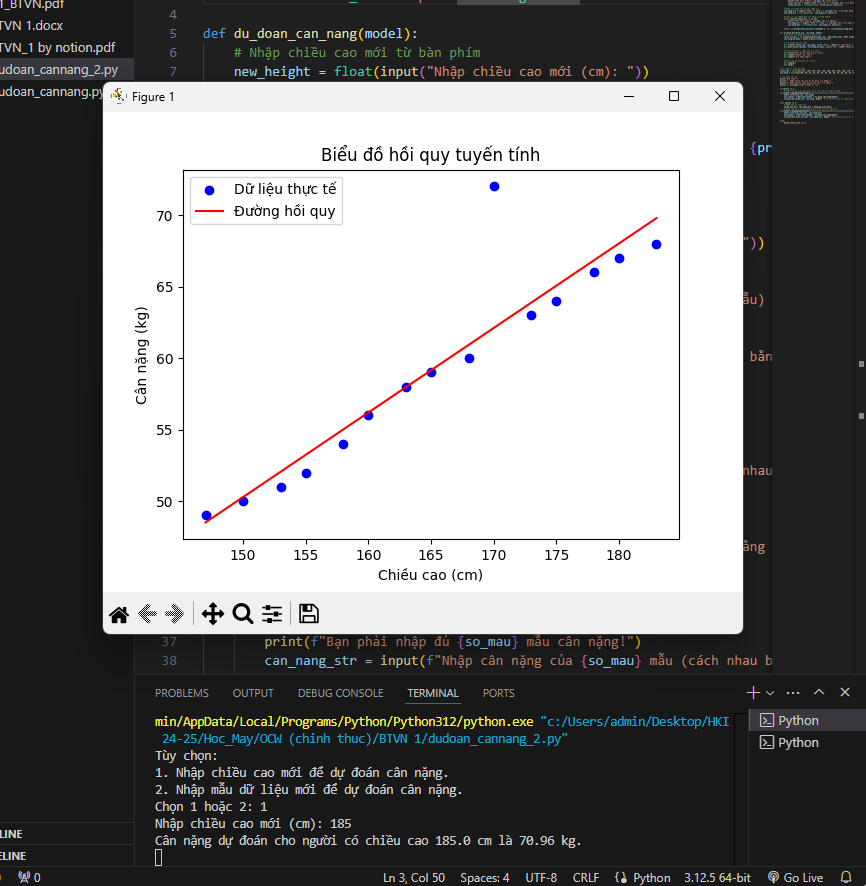 1_BTVN.pdf
TVN 1.docx
TVN_1 by notion.pdf
dudoan_cannang_2.py
dudoan_cannang.py
4
5 def du_doan_can_nang(model):
6 # Nhập chiều cao mới từ bàn phím
7 new_height = float(input("Nhập chiều cao mới (cm): "))
Figure 1
Biểu đồ hồi quy tuyến tính
Dữ liệu thực tế
Đường hồi quy
70
65
60
55
50
Cân nặng (kg)
150 155 160 165 170 175 180
Chiều cao (cm)
{pr
"))
ẫu)
bằn
nhau
ằng
37 print(f"Bạn phải nhập đủ {so_mau} mẫu cân nặng!")
38 can_nang_str = input(f"Nhập cân nặng của {so_mau} mẫu (cách nhau b
PROBLEMS OUTPUT DEBUG CONSOLE TERMINAL PORTS
min/AppData/Local/Programs/Python/Python312/python.exe "c:/Users/admin/Desktop/HKI
24-25/Hoc_May/OCW (chinh thuc)/BTVN 1/dudoan_cannang_2.py"
Tùy chọn:
1. Nhập chiều cao mới để dự đoán cân nặng.
2. Nhập mẫu dữ liệu mới để dự đoán cân nặng.
Chọn 1 hoặc 2: 1
Nhập chiều cao mới (cm): 185
Cân nặng dự đoán cho người có chiều cao 185.0 cm là 70.96 kg.
Python
Python
LINE
ELINE
0
Ln 3, Col 50 Spaces: 4 UTF-8 CRLF Python 3.12.5 64-bit Go Live